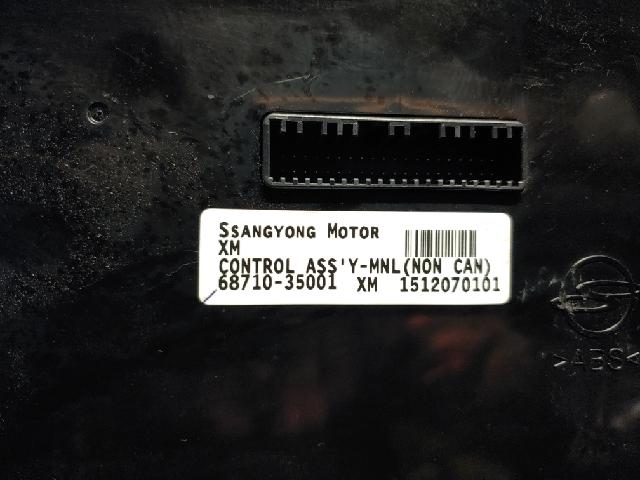 SSANGYONG MOTOR
XM
CONTROL ASS'Y-MNL(NON CAN)
68710-35001 XM 1512070101
>ABS<